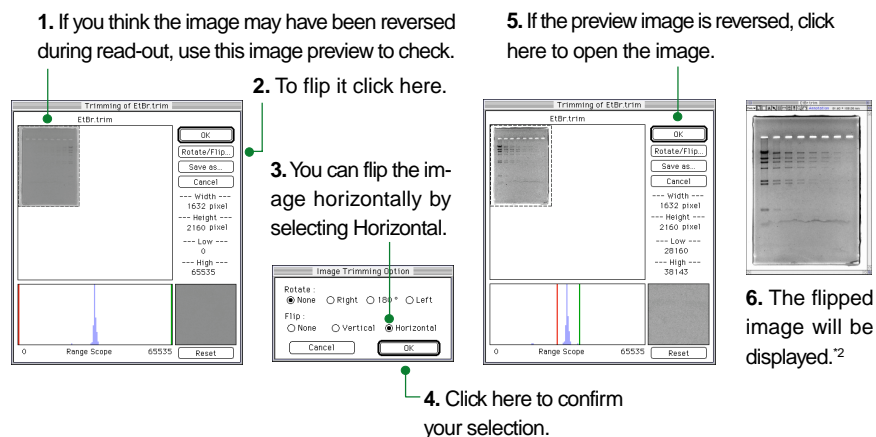 1. If you think the image may have been reversed
during read-out, use this image preview to check.
2. To flip it click here.
Trimming of EtBr.trim
EtBr.trim
OK
Rotate/Flip...
Save as...
Cancel
--- Width ---
1632 pixel
--- Height ---
2160 pixel
--- Low ---
0
--- High ---
65535
0 Range Scope 65535
Reset
3. You can flip the im-
age horizontally by
selecting Horizontal.
Image Trimming Option
Rotate :
None Right 180° Left
Flip :
None Vertical Horizontal
Cancel OK
4. Click here to confirm
your selection.
5. If the preview image is reversed, click
here to open the image.
Trimming of EtBr.trim
EtBr.trim
OK
Rotate/Flip...
Save as...
Cancel
--- Width ---
1632 pixel
--- Height ---
2160 pixel
--- Low ---
28160
--- High ---
38143
0 Range Scope 65535
Reset
6. The flipped
image will be
displayed.*2